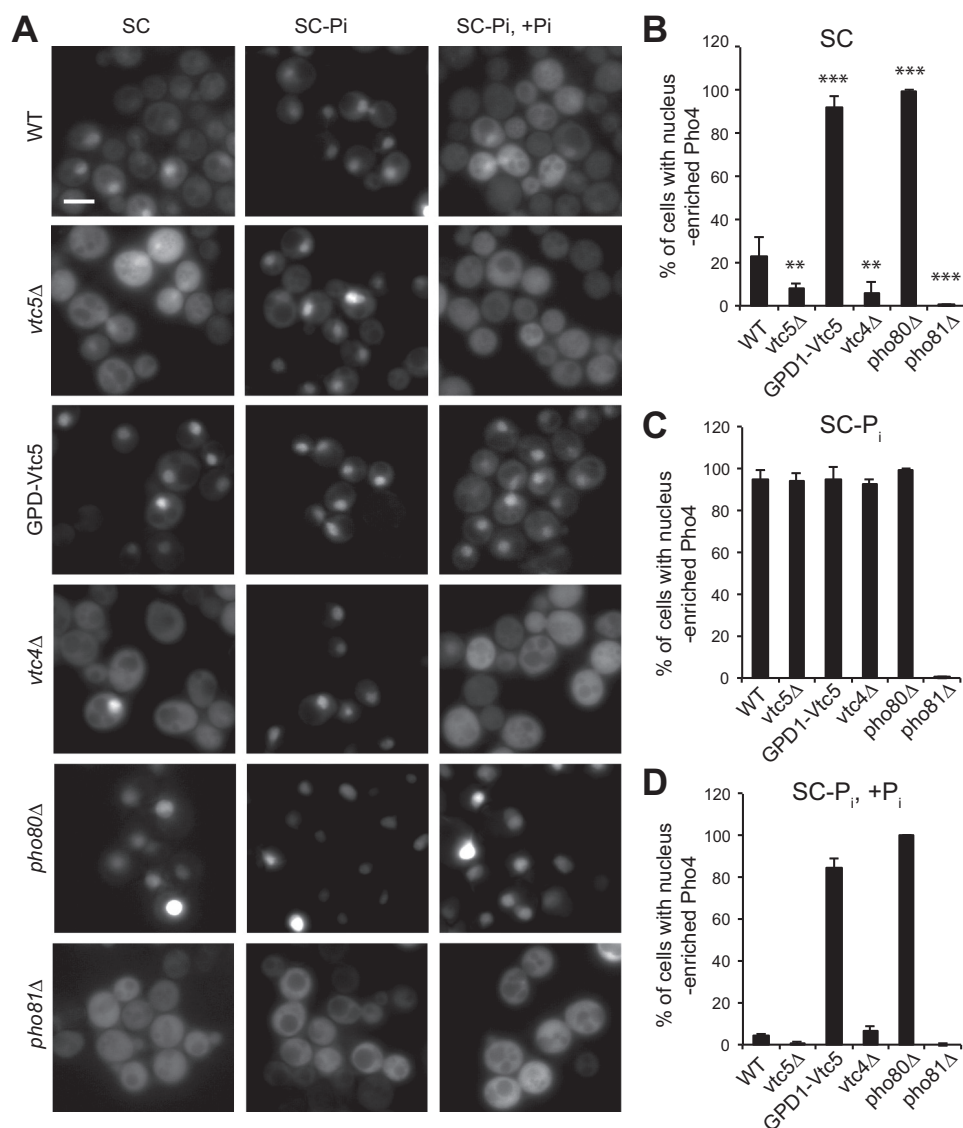 A
SC
SC-Pi
SC-Pi, +Pi
WT
vtc5Δ
GPD-Vtc5
vtc4Δ
pho80Δ
pho81Δ
B
SC
% of cells with nucleus
-enriched Pho4
120
100
80
60
40
20
0
**
***
**
***
***
WT
vtc5Δ
GPD1-Vtc5
vtc4Δ
pho80Δ
pho81Δ
C
SC-Pi
% of cells with nucleus
-enriched Pho4
120
100
80
60
40
20
0
WT
vtc5Δ
GPD1-Vtc5
vtc4Δ
pho80Δ
pho81Δ
D
SC-Pi, +Pi
% of cells with nucleus
-enriched Pho4
120
100
80
60
40
20
0
WT
vtc5Δ
GPD1-Vtc5
vtc4Δ
pho80Δ
pho81Δ